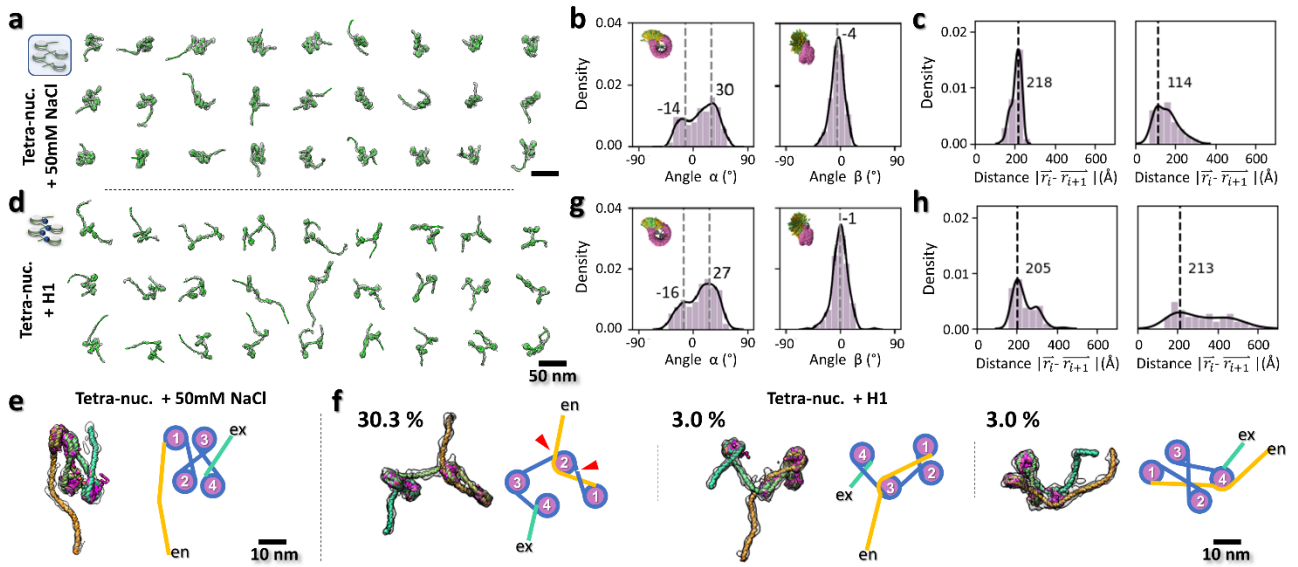 a
Tetra-nuc.
+ 50mM NaCl
b
0.04
0.02
0.00
Density
-14
30
-4
-90
0
90
-90
0
90
Angle α (°)
Angle β (°)
c
0.02
0.01
0.00
Density
218
114
0
200
400
600
0
200
400
600
Distance |r⃗i- r⃗i+1| (Å)
Distance |r⃗i- r⃗i+1| (Å)
d
Tetra-nuc.
+ H1
50 nm
g
0.04
0.02
0.00
Density
-16
27
-1
-90
0
90
-90
0
90
Angle α (°)
Angle β (°)
h
0.02
0.01
0.00
Density
205
213
0
200
400
600
0
200
400
600
Distance |r⃗i- r⃗i+1| (Å)
Distance |r⃗i- r⃗i+1| (Å)
e
Tetra-nuc. + 50mM NaCl
1
3
ex
2
4
en
10 nm
f
Tetra-nuc. + H1
30.3 %
en
2
3
1
4
ex
3.0 %
4
1
2
ex
3
en
3.0 %
ex
en
3
1
4
2
10 nm